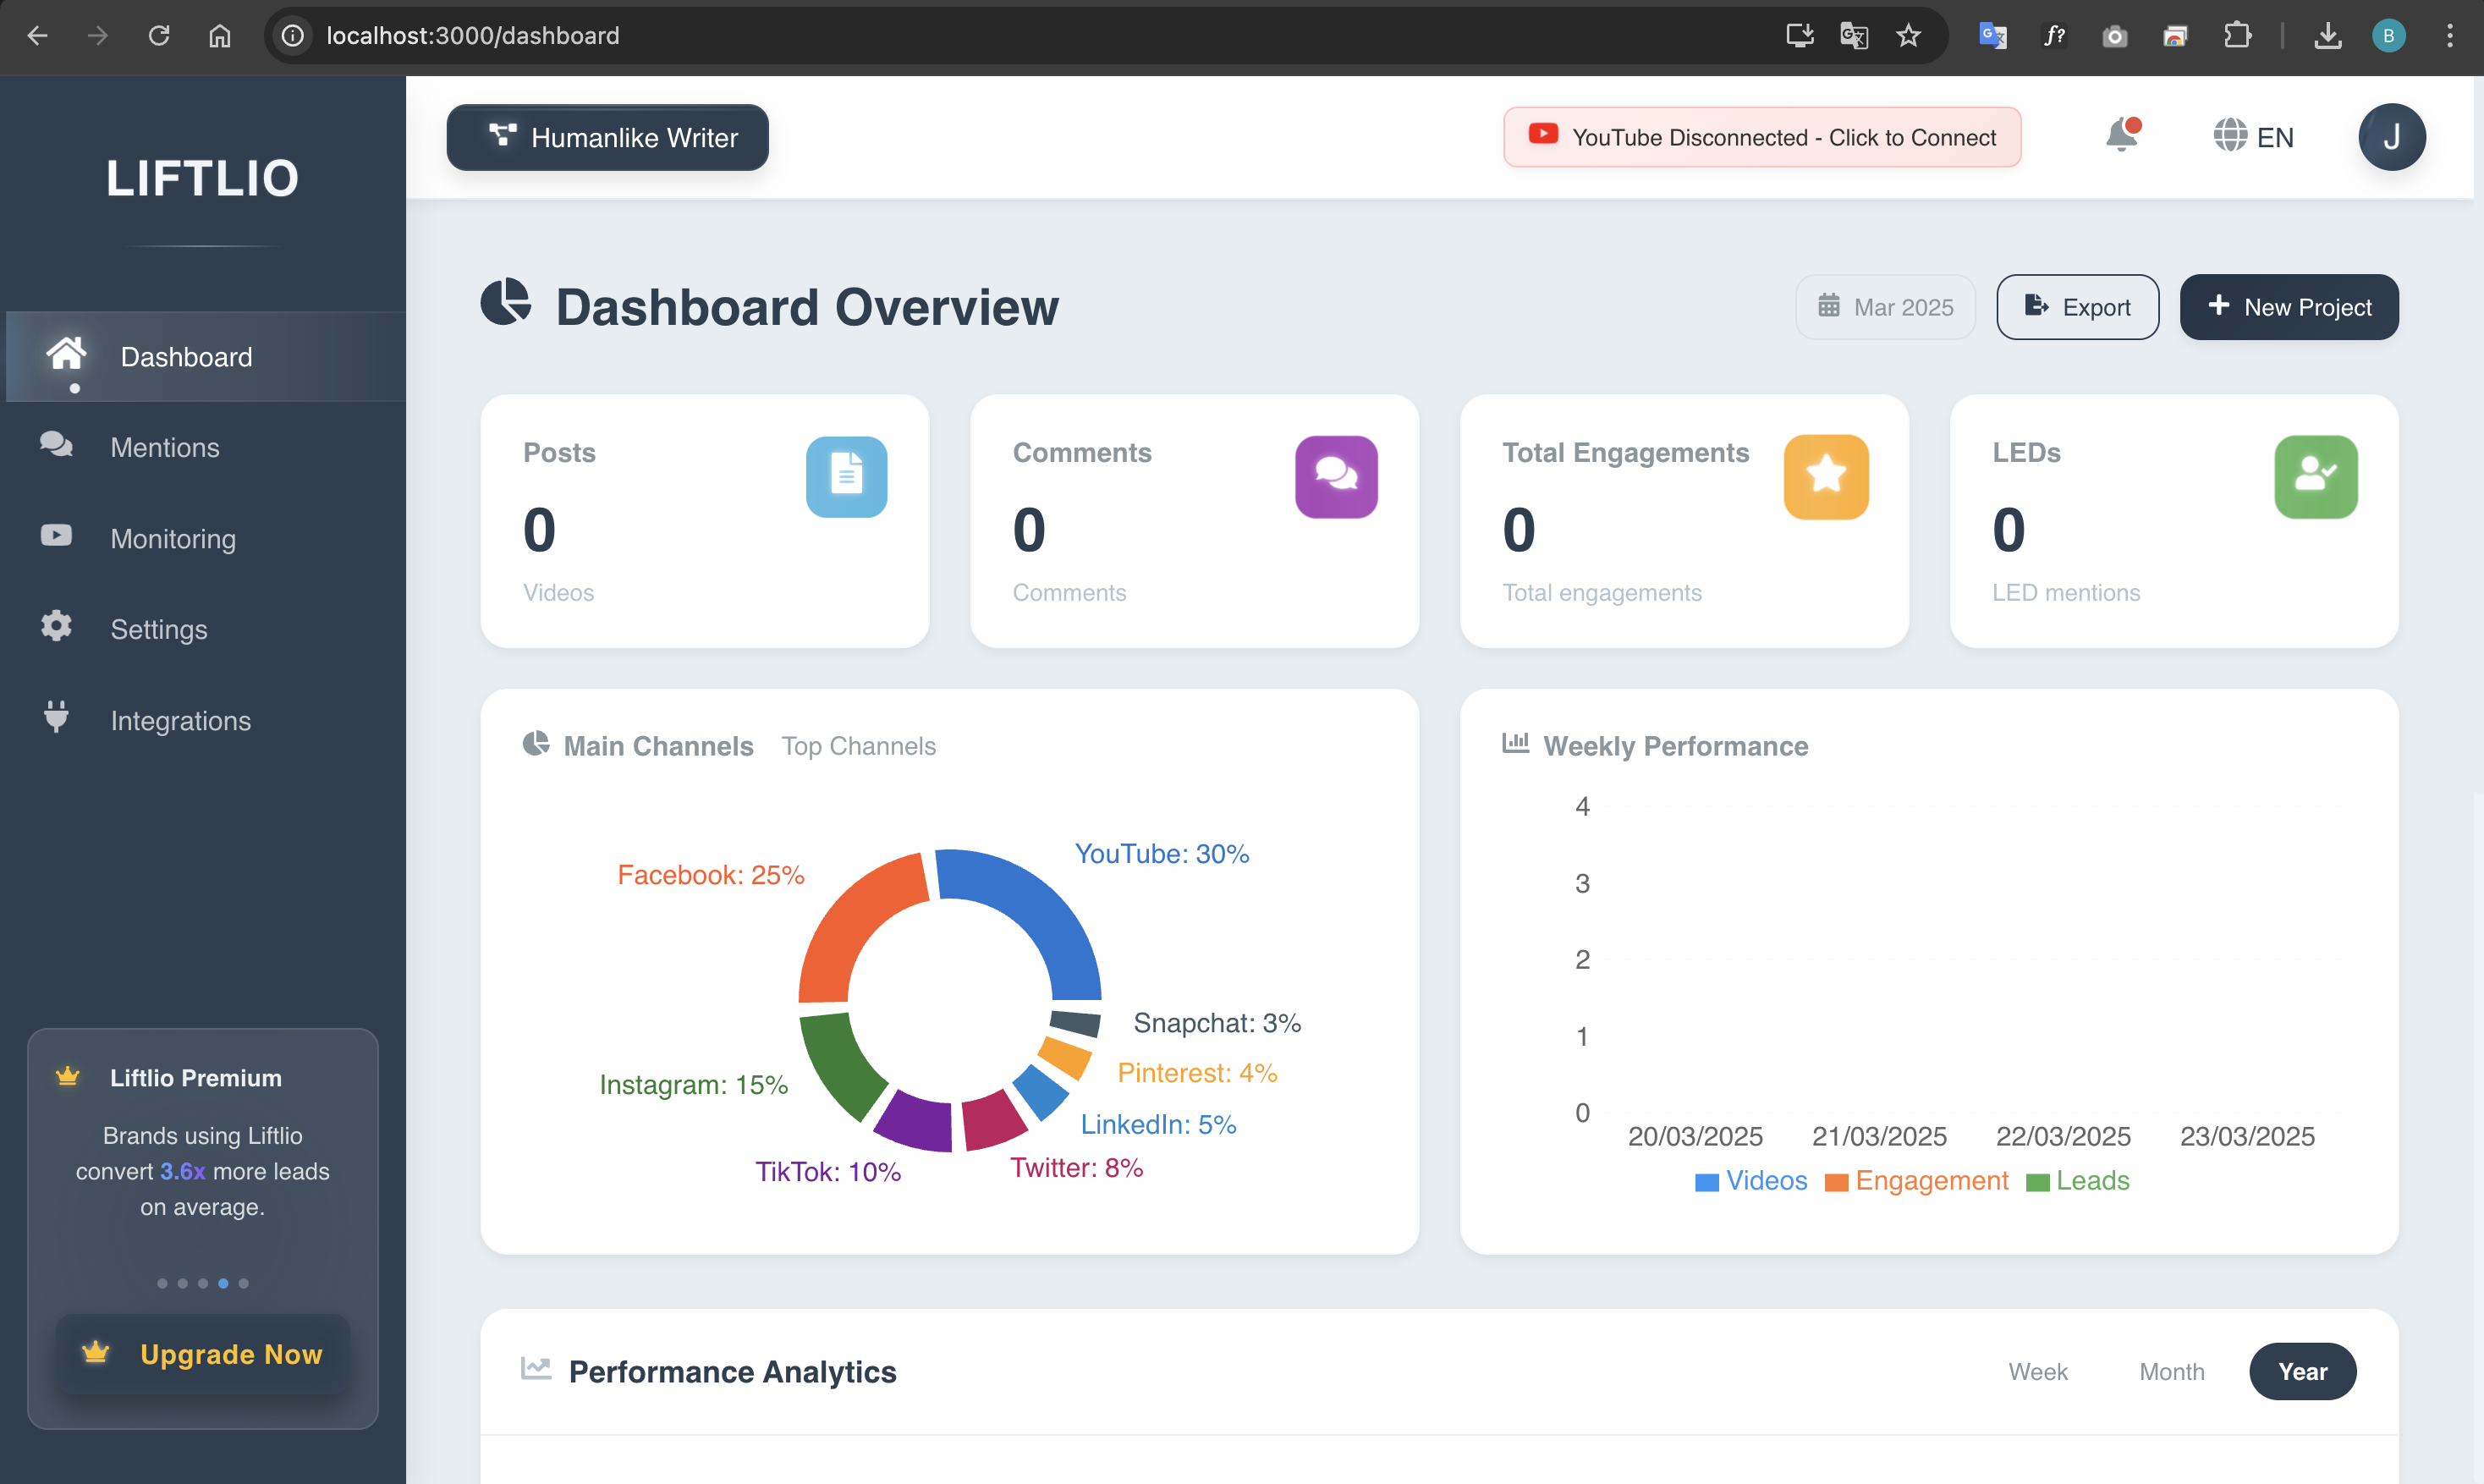 localhost:3000/dashboard
B
LIFTLIO
Dashboard
Mentions
Monitoring
Settings
Integrations
Liftlio Premium
Brands using Liftlio
convert 3.6x more leads
on average.
Upgrade Now
Humanlike Writer
YouTube Disconnected - Click to Connect
EN
J
Dashboard Overview
Mar 2025
Export
New Project
Posts
0
Videos
Comments
0
Comments
Total Engagements
0
Total engagements
LEDs
0
LED mentions
Main Channels Top Channels
YouTube: 30%
Facebook: 25%
Snapchat: 3%
Pinterest: 4%
Instagram: 15%
LinkedIn: 5%
Twitter: 8%
TikTok: 10%
Weekly Performance
4
3
2
1
0
20/03/2025 21/03/2025 22/03/2025 23/03/2025
Videos Engagement Leads
Performance Analytics
Week Month Year